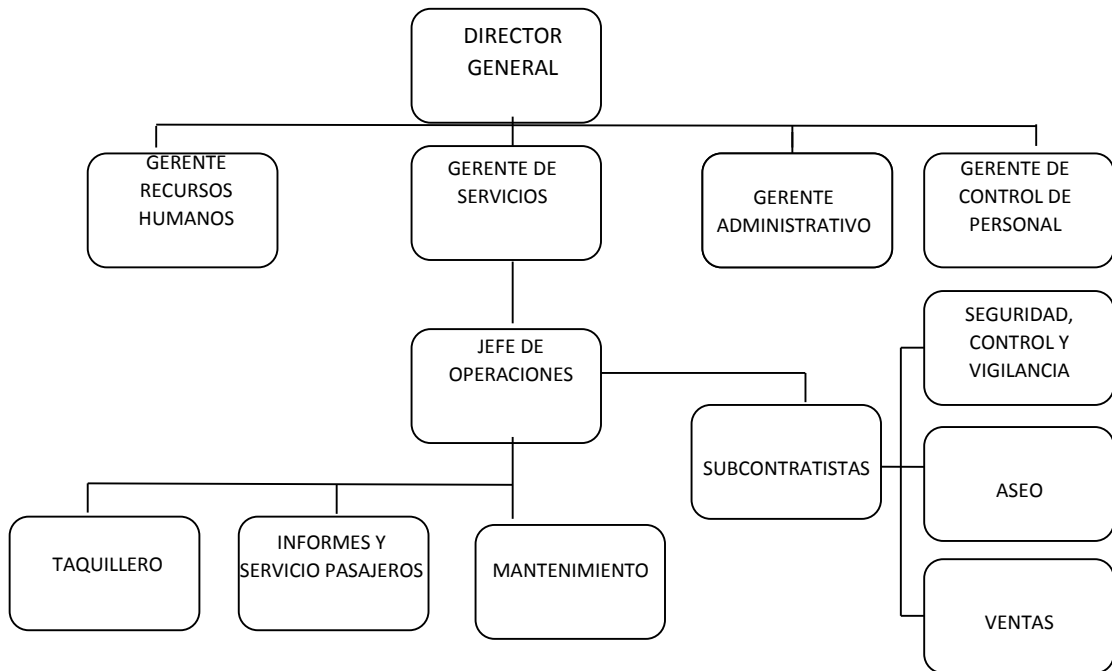 DIRECTOR
GENERAL
GERENTE
RECURSOS
HUMANOS
GERENTE DE
SERVICIOS
GERENTE
ADMINISTRATIVO
GERENTE DE
CONTROL DE
PERSONAL
JEFE DE
OPERACIONES
SEGURIDAD,
CONTROL Y
VIGILANCIA
SUBCONTRATISTAS
ASEO
VENTAS
TAQUILLERO
INFORMES Y
SERVICIO PASAJEROS
MANTENIMIENTO